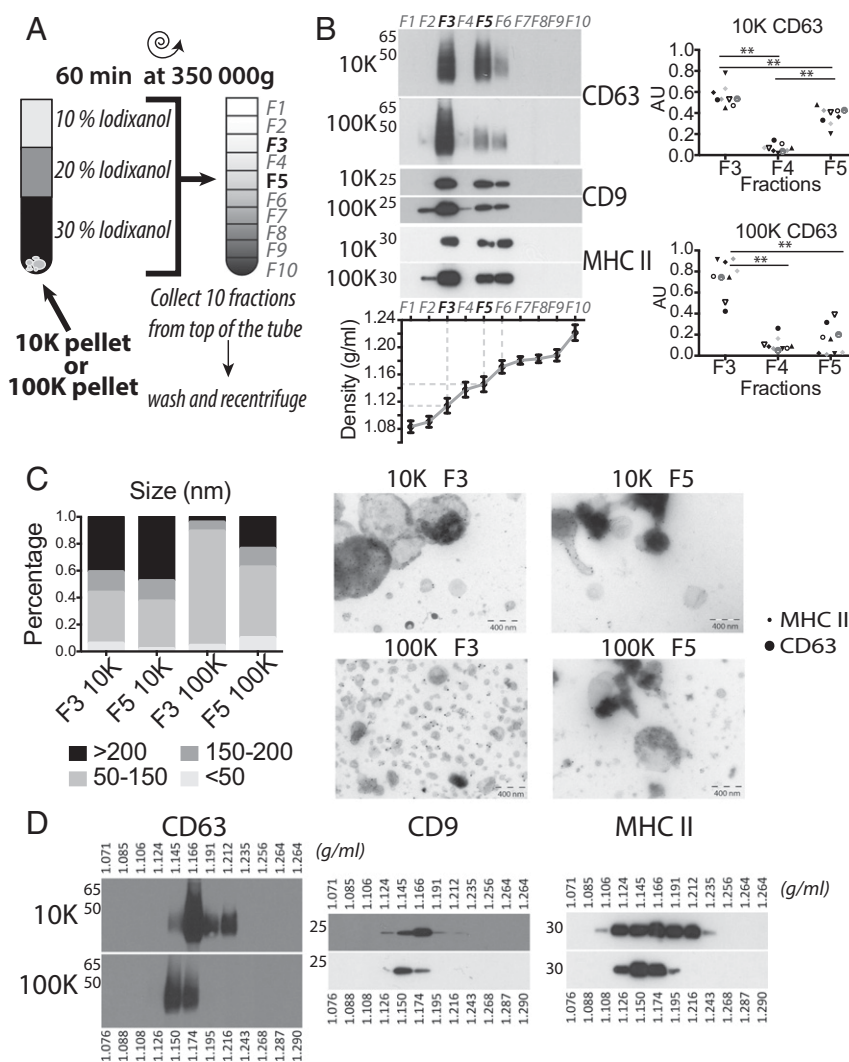 A
60 min at 350 000g
10 % Iodixanol
20 % Iodixanol
30 % Iodixanol
10K pellet
or
100K pellet
F1
F2
F3
F4
F5
F6
F7
F8
F9
F10
Collect 10 fractions
from top of the tube
wash and recentrifuge
B
F1 F2 F3 F4 F5 F6 F7 F8 F9 F10
10K 65 50
100K 65 50
CD63
10K 25
100K 25
CD9
10K 30
100K 30
MHC II
F1 F2 F3 F4 F5 F6 F7 F8 F9 F10
Density (g/ml)
1.24
1.20
1.16
1.12
1.08
10K CD63
AU
1.0
0.8
0.6
0.4
0.2
0.0
** ** **
F3 F4 F5
Fractions
100K CD63
AU
1.0
0.8
0.6
0.4
0.2
0.0
** **
F3 F4 F5
Fractions
C
Size (nm)
Percentage
1.0
0.8
0.6
0.4
0.2
0.0
F3 10K
F5 10K
F3 100K
F5 100K
>200
150-200
50-150
<50
10K F3
400 nm
10K F5
400 nm
100K F3
400 nm
100K F5
400 nm
MHC II
CD63
D
CD63
1.071 1.085 1.106 1.124 1.145 1.166 1.191 1.212 1.235 1.256 1.264 1.264
(g/ml)
10K 65 50
100K 65 50
1.076 1.088 1.108 1.126 1.150 1.174 1.195 1.216 1.243 1.268 1.287 1.290
CD9
1.071 1.085 1.106 1.124 1.145 1.166 1.191 1.212 1.235 1.256 1.264 1.264
25
25
1.076 1.088 1.108 1.126 1.150 1.174 1.195 1.216 1.243 1.268 1.287 1.290
MHC II
1.071 1.085 1.106 1.124 1.145 1.166 1.191 1.212 1.235 1.256 1.264 1.264
(g/ml)
30
30
1.076 1.088 1.108 1.126 1.150 1.174 1.195 1.216 1.243 1.268 1.287 1.290